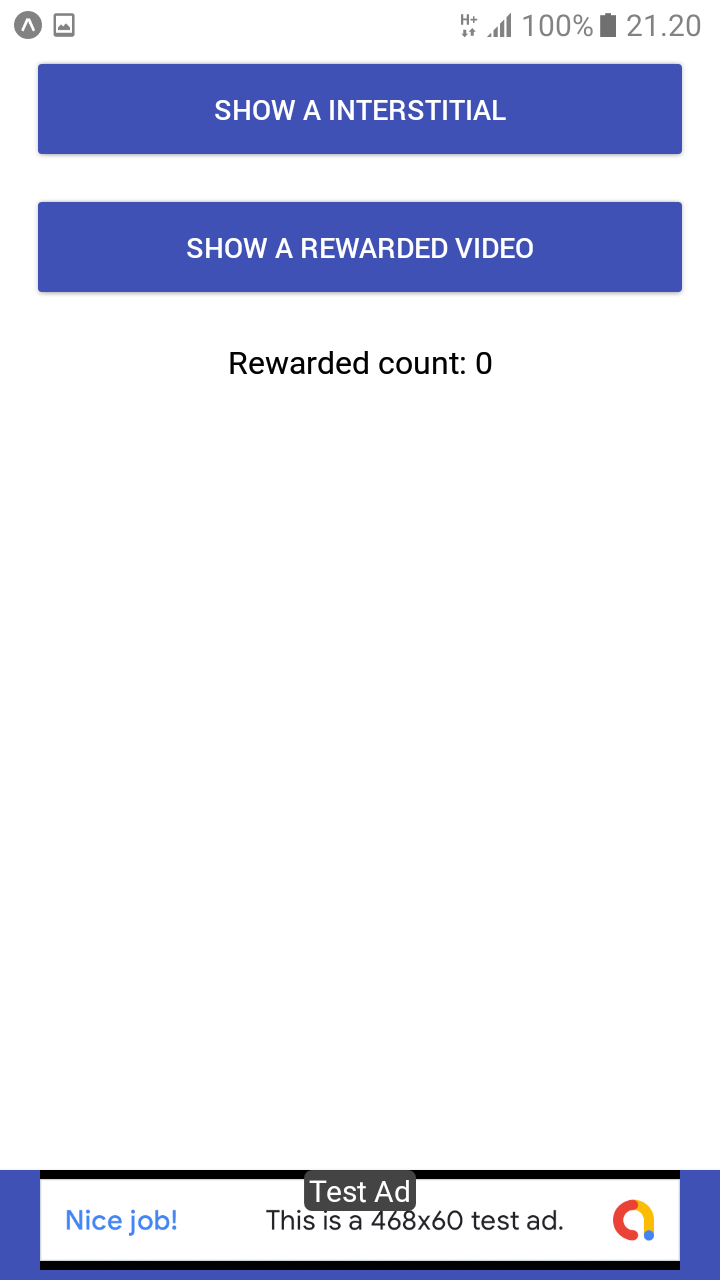 H+ 100% 21.20
SHOW A INTERSTITIAL
SHOW A REWARDED VIDEO
Rewarded count: 0
Test Ad
Nice job! This is a 468x60 test ad.